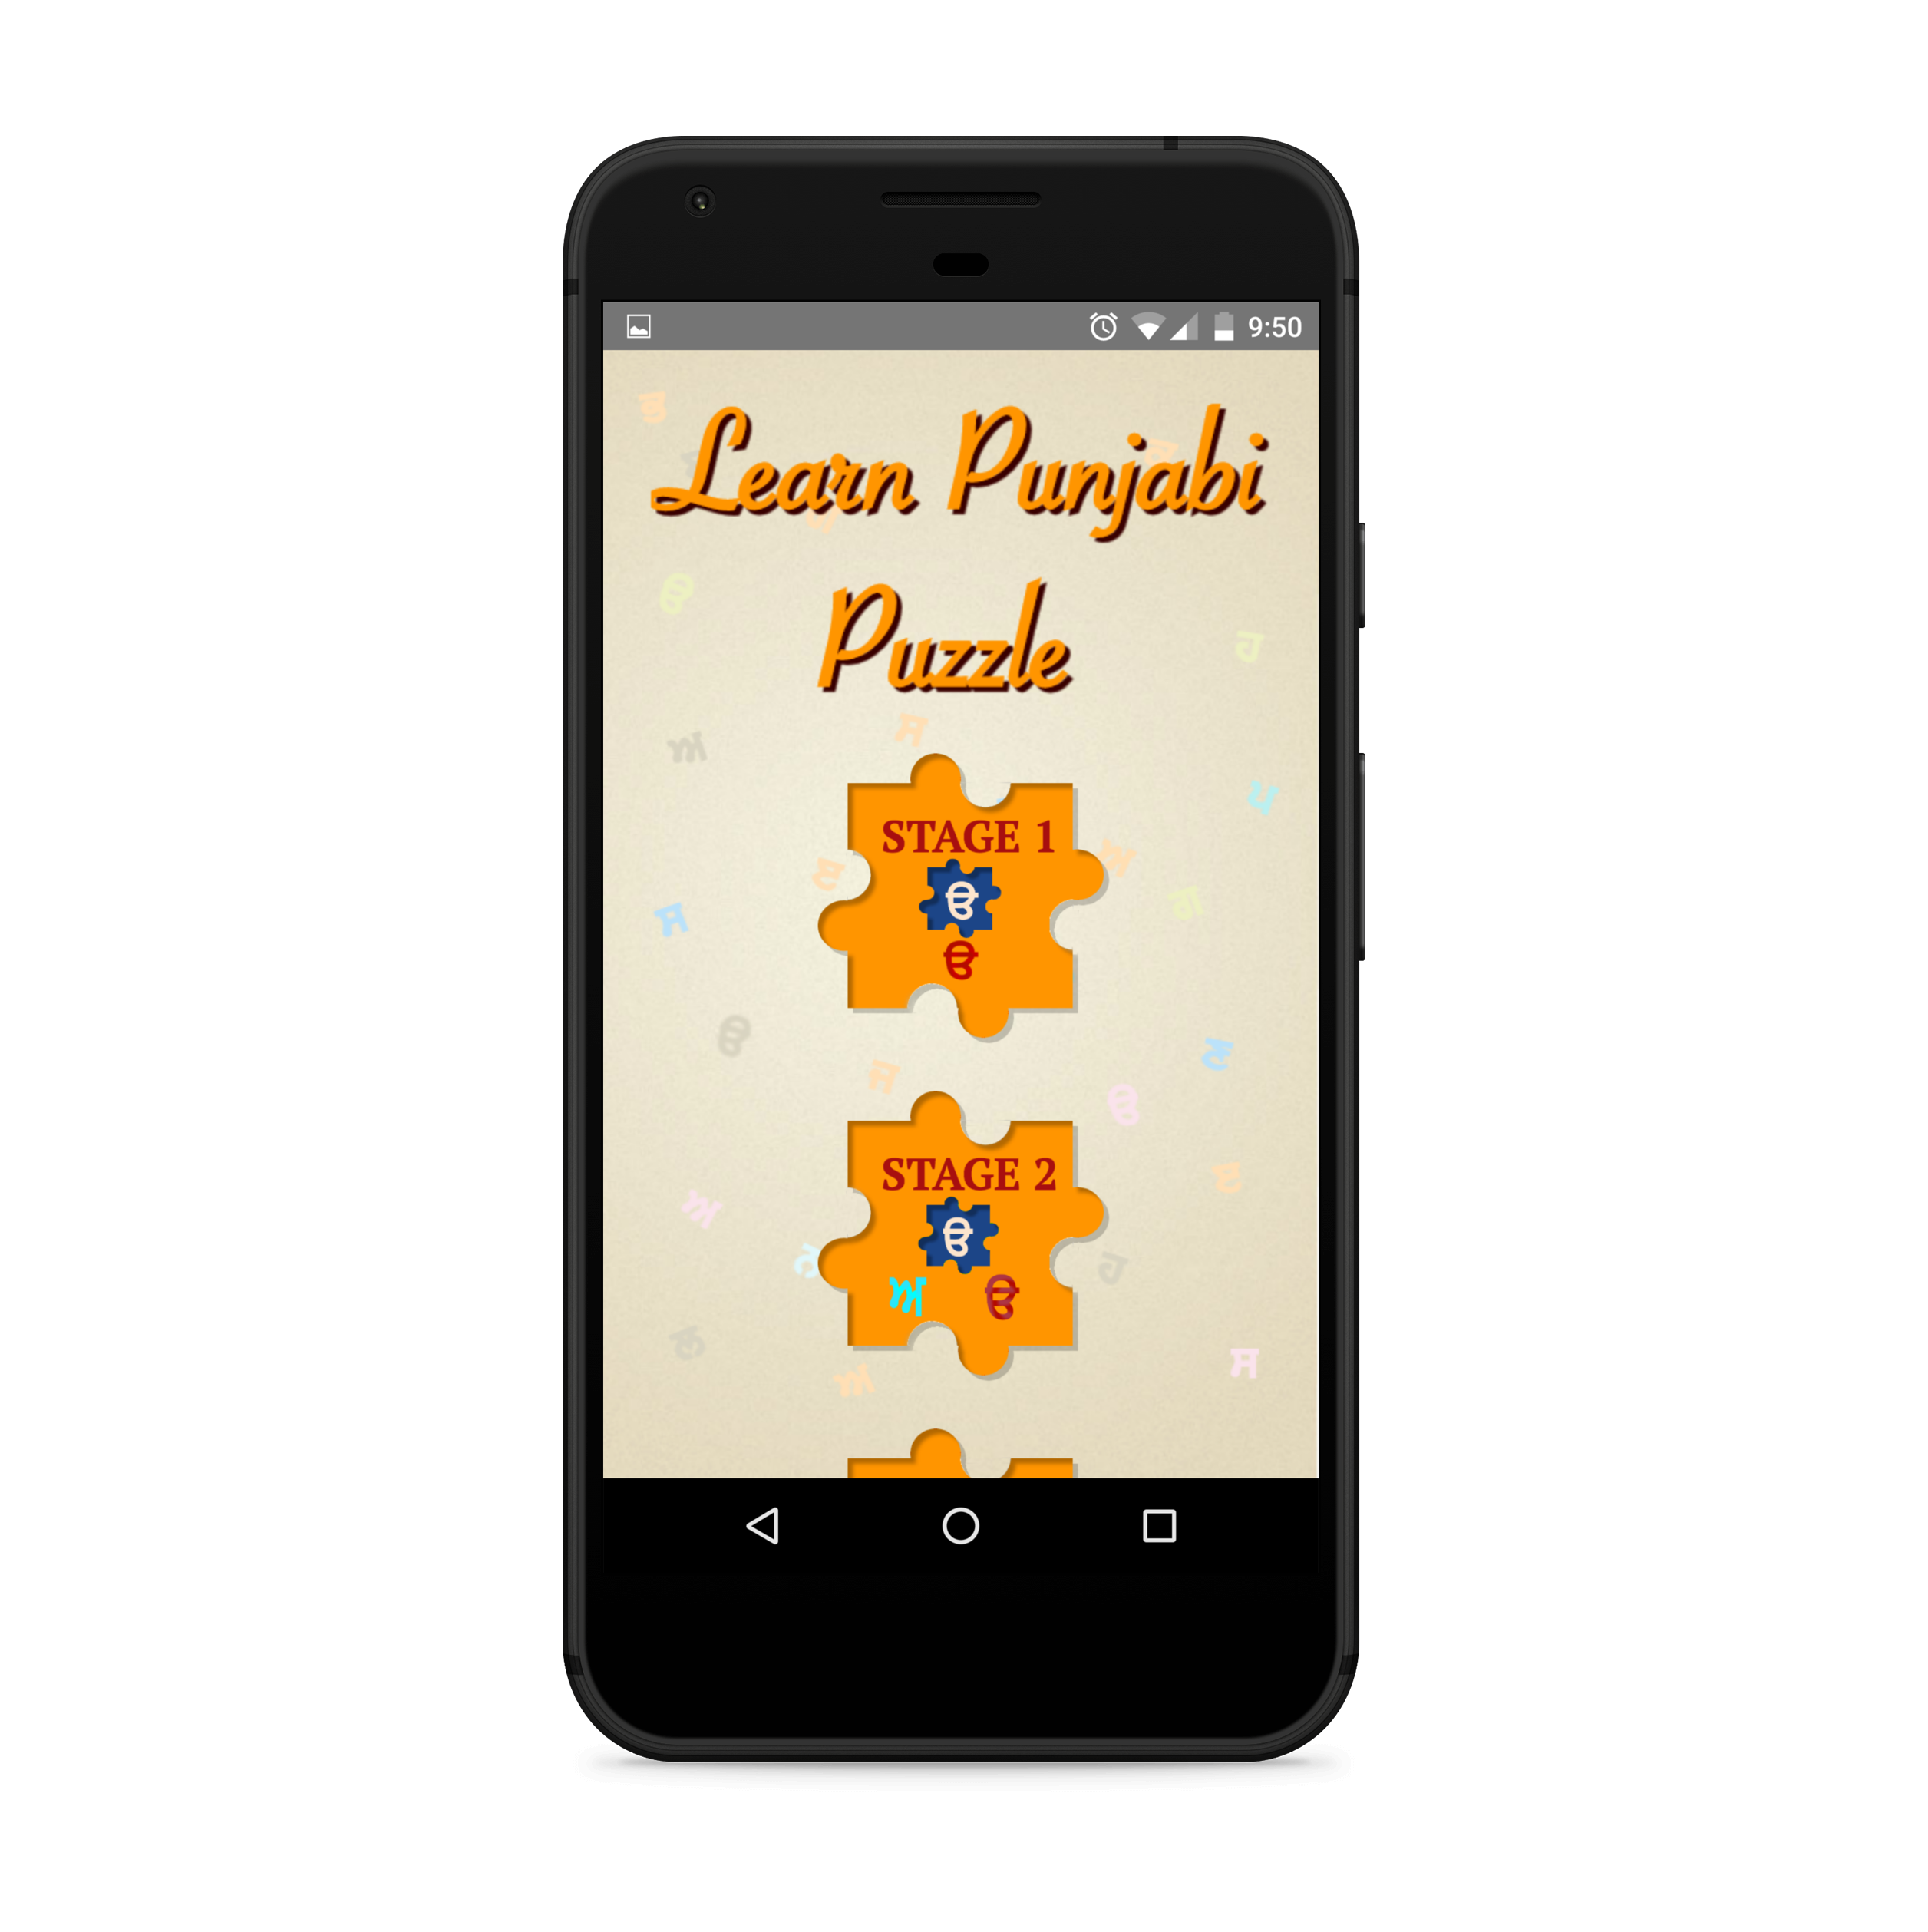 9:50
Learn Punjabi
Puzzle
STAGE 1
ੳ
ੳ
STAGE 2
ੳ
ਅ ੳ